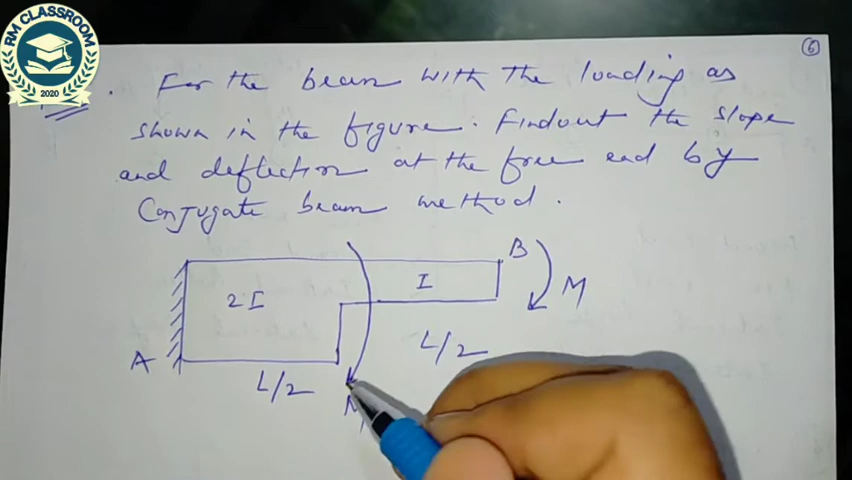 RM CLASSROOM
2020
6
For the beam with the loading as
shown in the figure. Findout the slope
and deflection at the free end by
Conjugate beam method.
B
2I
I
M
A
L/2
L/2